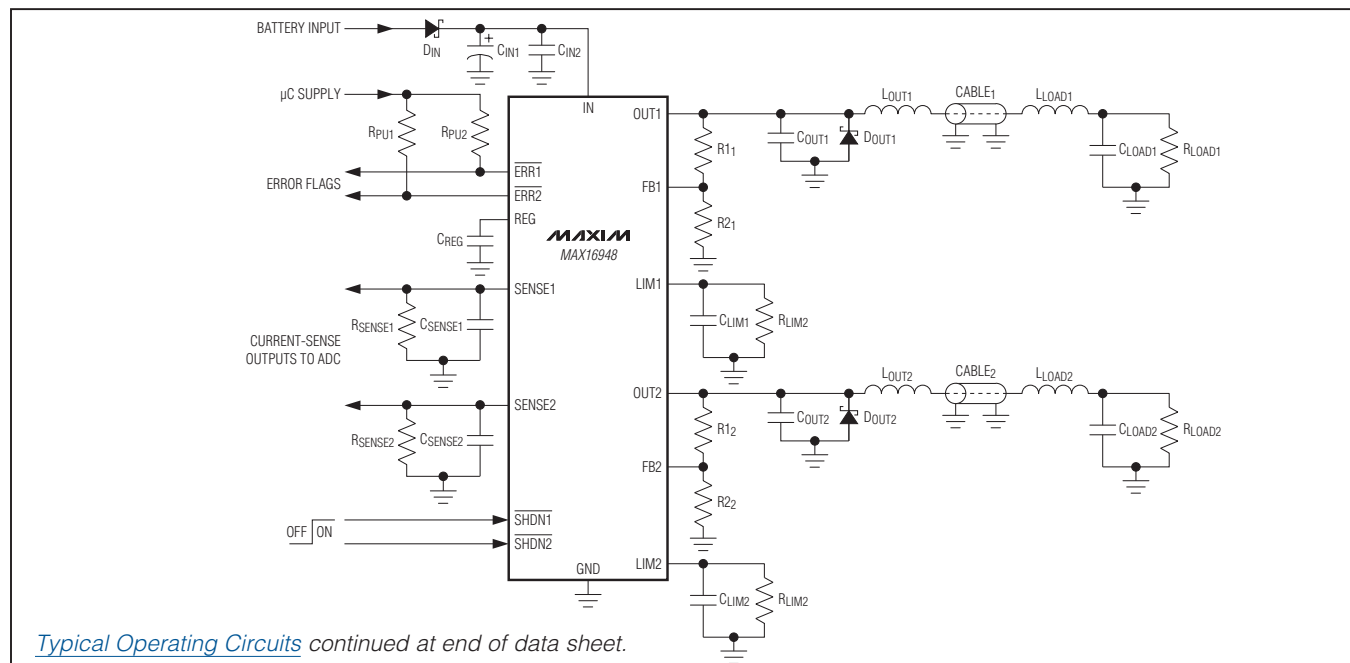 BATTERY INPUT
DIN
+
CIN1
CIN2
µC SUPPLY
RPU1
RPU2
ERROR FLAGS
IN
ERR1
ERR2
REG
CREG
MAXIM
MAX16948
SENSE1
RSENSE1
CSENSE1
CURRENT-SENSE
OUTPUTS TO ADC
SENSE2
RSENSE2
CSENSE2
OFF ON
SHDN1
SHDN2
GND
OUT1
FB1
LIM1
OUT2
FB2
LIM2
R11
R21
COUT1
DOUT1
LOUT1
CABLE1
LLOAD1
CLOAD1
RLOAD1
CLIM1
RLIM2
R12
R22
COUT2
DOUT2
LOUT2
CABLE2
LLOAD2
CLOAD2
RLOAD2
CLIM2
RLIM2
Typical Operating Circuits continued at end of data sheet.